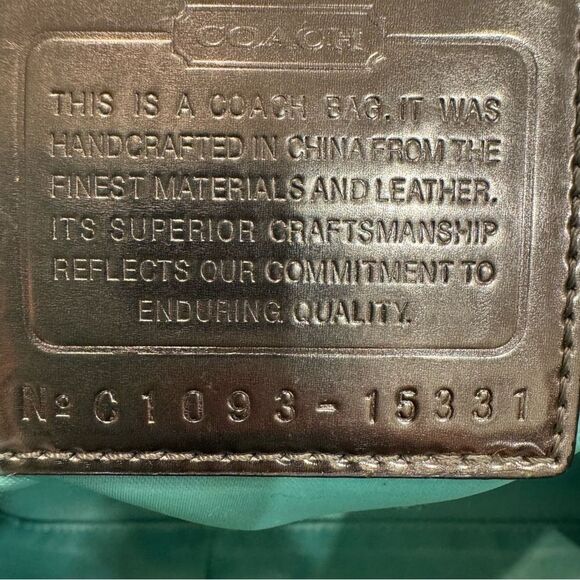 COACH
THIS IS A COACH BAG. IT WAS
HANDCRAFTED IN CHINA FROM THE
FINEST MATERIALS AND LEATHER.
ITS SUPERIOR CRAFTSMANSHIP
REFLECTS OUR COMMITMENT TO
ENDURING QUALITY.
Nº C1093-15331